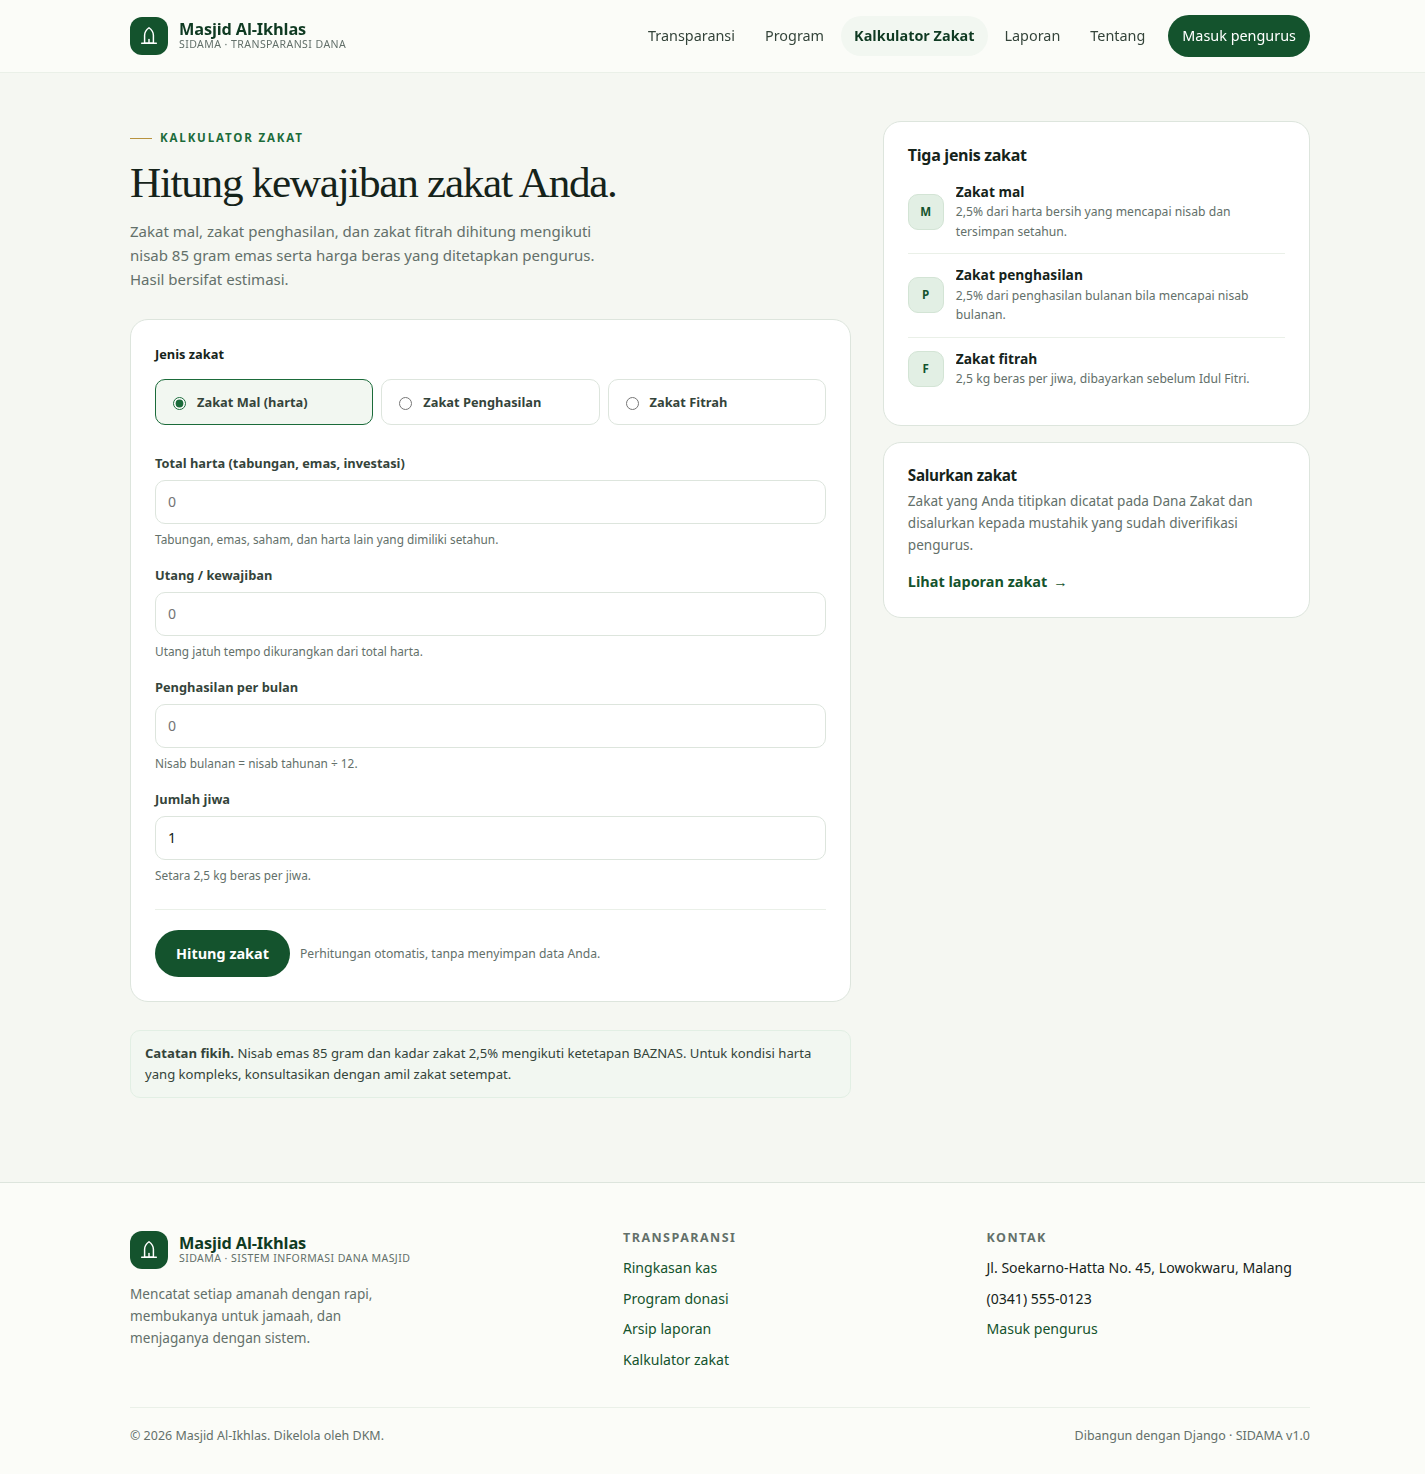 Masjid Al-Ikhlas
SIDAMA · TRANSPARANSI DANA
Transparansi
Program
Kalkulator Zakat
Laporan
Tentang
Masuk pengurus
KALKULATOR ZAKAT
Hitung kewajiban zakat Anda.
Zakat mal, zakat penghasilan, dan zakat fitrah dihitung mengikuti
nisab 85 gram emas serta harga beras yang ditetapkan pengurus.
Hasil bersifat estimasi.
Jenis zakat
Zakat Mal (harta)
Zakat Penghasilan
Zakat Fitrah
Total harta (tabungan, emas, investasi)
0
Tabungan, emas, saham, dan harta lain yang dimiliki setahun.
Utang / kewajiban
0
Utang jatuh tempo dikurangkan dari total harta.
Penghasilan per bulan
0
Nisab bulanan = nisab tahunan ÷ 12.
Jumlah jiwa
1
Setara 2,5 kg beras per jiwa.
Hitung zakat
Perhitungan otomatis, tanpa menyimpan data Anda.
Catatan fikih. Nisab emas 85 gram dan kadar zakat 2,5% mengikuti ketetapan BAZNAS. Untuk kondisi harta
yang kompleks, konsultasikan dengan amil zakat setempat.
Tiga jenis zakat
M
Zakat mal
2,5% dari harta bersih yang mencapai nisab dan
tersimpan setahun.
P
Zakat penghasilan
2,5% dari penghasilan bulanan bila mencapai nisab
bulanan.
F
Zakat fitrah
2,5 kg beras per jiwa, dibayarkan sebelum Idul Fitri.
Salurkan zakat
Zakat yang Anda titipkan dicatat pada Dana Zakat dan
disalurkan kepada mustahik yang sudah diverifikasi
pengurus.
Lihat laporan zakat →
Masjid Al-Ikhlas
SIDAMA · SISTEM INFORMASI DANA MASJID
Mencatat setiap amanah dengan rapi,
membukanya untuk jamaah, dan
menjaganya dengan sistem.
TRANSPARANSI
Ringkasan kas
Program donasi
Arsip laporan
Kalkulator zakat
KONTAK
Jl. Soekarno-Hatta No. 45, Lowokwaru, Malang
(0341) 555-0123
Masuk pengurus
© 2026 Masjid Al-Ikhlas. Dikelola oleh DKM.
Dibangun dengan Django · SIDAMA v1.0